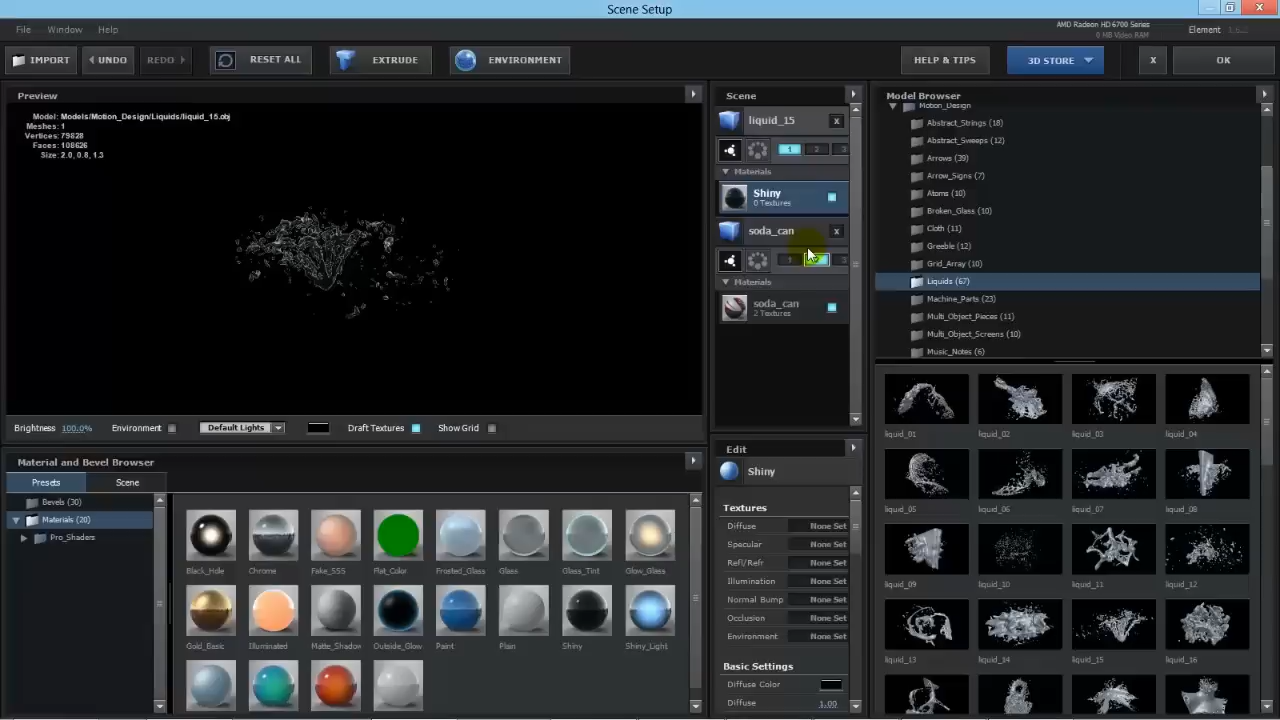 Scene Setup
File Window Help
AMD Radeon HD 6700 Series
0 MB Video RAM
Element
IMPORT
UNDO
REDO
RESET ALL
EXTRUDE
ENVIRONMENT
HELP & TIPS
3D STORE
X
OK
Preview
Model: Models/Motion_Design/Liquids/liquid_15.obj
Meshes: 1
Vertices: 79828
Faces: 108626
Size: 2.0, 0.8, 1.3
Brightness 100.0% Environment Default Lights Draft Textures Show Grid
Scene
liquid_15 x
1 2 3
Materials
Shiny
0 Textures
soda_can x
1 3
Materials
soda_can
2 Textures
Model Browser
Motion_Design
Abstract_Strings (18)
Abstract_Sweeps (12)
Arrows (39)
Arrow_Signs (7)
Atoms (10)
Broken_Glass (10)
Cloth (11)
Greeble (12)
Grid_Array (10)
Liquids (67)
Machine_Parts (23)
Multi_Object_Pieces (11)
Multi_Object_Screens (10)
Music_Notes (6)
liquid_01 liquid_02 liquid_03 liquid_04
liquid_05 liquid_06 liquid_07 liquid_08
liquid_09 liquid_10 liquid_11 liquid_12
liquid_13 liquid_14 liquid_15 liquid_16
Material and Bevel Browser
Presets Scene
Bevels (30)
Materials (20)
Pro_Shaders
Black_Hole Chrome Fake_SSS Flat_Color Frosted_Glass Glass Glass_Tint Glow_Glass
Gold_Basic Illuminated Matte_Shadow Outside_Glow Paint Plain Shiny Shiny_Light
Edit
Shiny
Textures
Diffuse None Set
Specular None Set
Refl/Refr None Set
Illumination None Set
Normal Bump None Set
Occlusion None Set
Environment None Set
Basic Settings
Diffuse Color
Diffuse 1.00